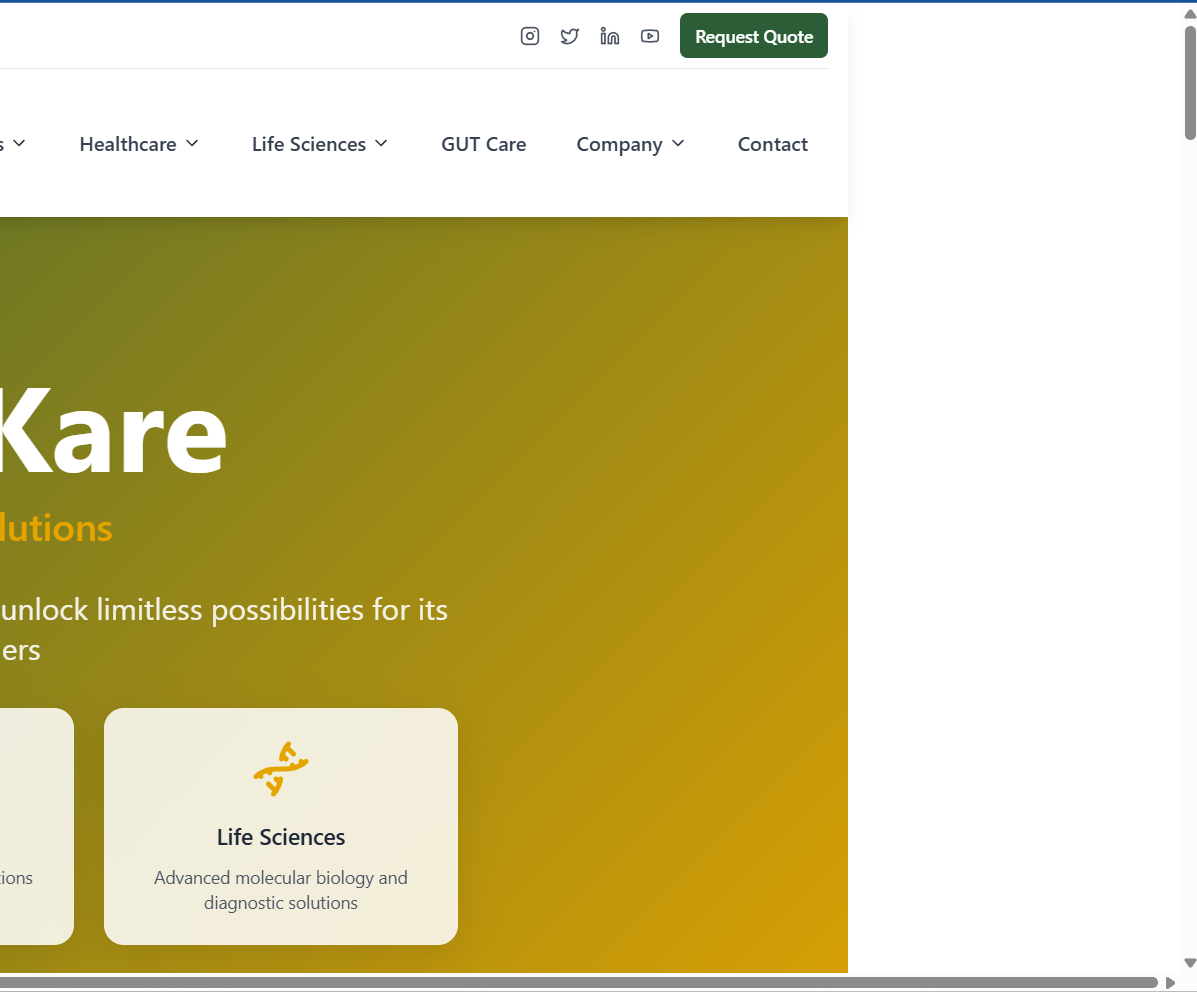 Request Quote
s
Healthcare
Life Sciences
GUT Care
Company
Contact
Kare
lutions
unlock limitless possibilities for its
ers
Life Sciences
tions
Advanced molecular biology and
diagnostic solutions